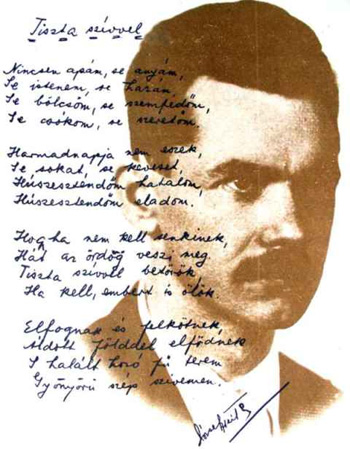 Tiszta szívvel
Nincsen apám, se anyám,
Se istenem, se hazám,
Se bölcsőm, se szemfedőm,
Se csókom, se szeretőm.
Harmadnapja nem eszek,
Se sokat, se keveset,
Húszesztendőm hatalom,
Húszesztendőm eladom.
Hogyha nem kell senkinek,
Hát az ördög veszi meg.
Tiszta szívvel betörök,
Ha kell, embert is ölök.
Elfognak és felkötnek,
Áldott földdel elfödnek
S halált hozó fű terem
Gyönyörű szép szívemen.